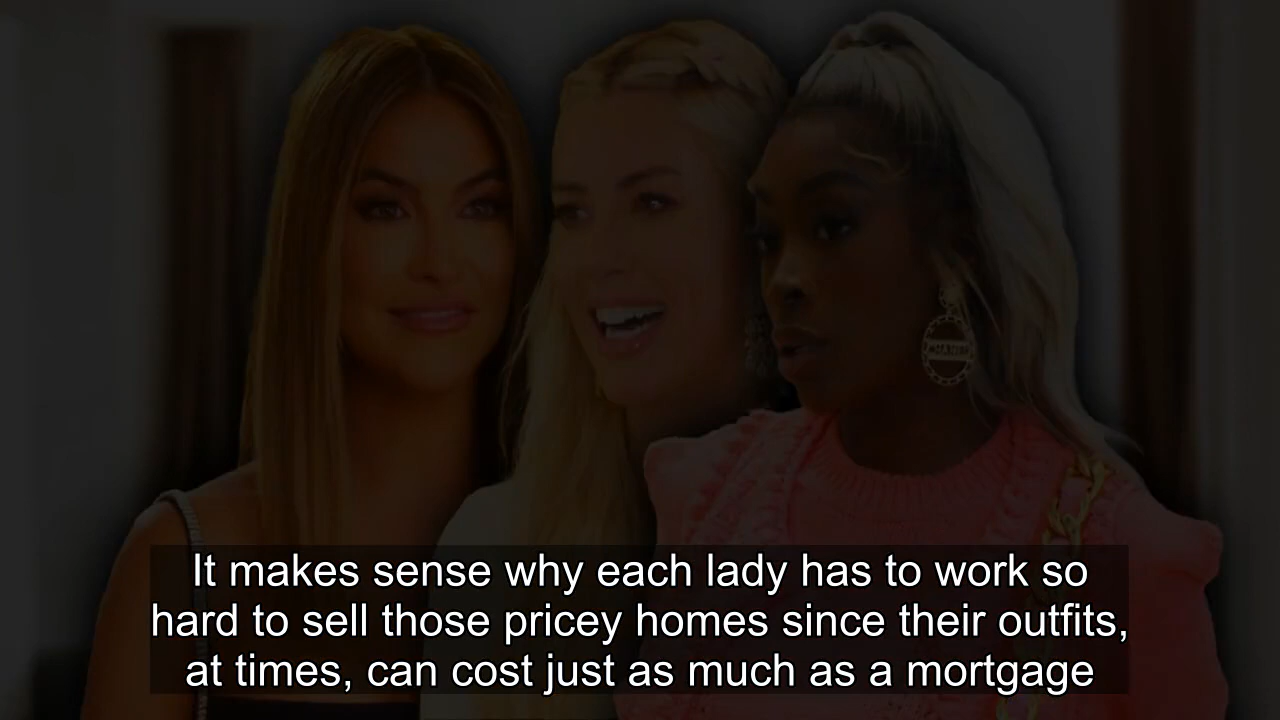 It makes sense why each lady has to work so
hard to sell those pricey homes since their outfits,
at times, can cost just as much as a mortgage